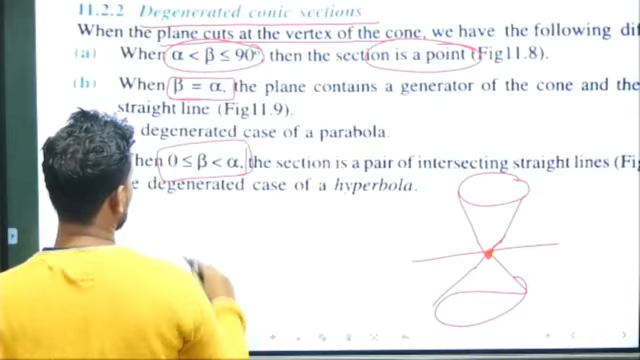 11.2.2 Degenerated conic sections
When the plane cuts at the vertex of the cone, we have the following
(a) When α < β ≤ 90°, then the section is a point (Fig11.8).
(b) When β = α, the plane contains a generator of the cone and the
straight line (Fig11.9).
degenerated case of a parabola.
0 ≤ β < α, the section is a pair of intersecting straight lines
degenerated case of a hyperbola.